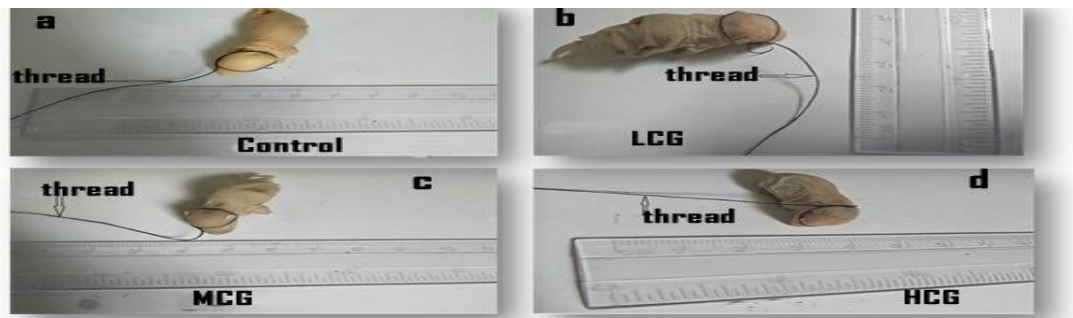 a
thread
Control
b
thread
LCG
c
thread
MCG
d
thread
HCG